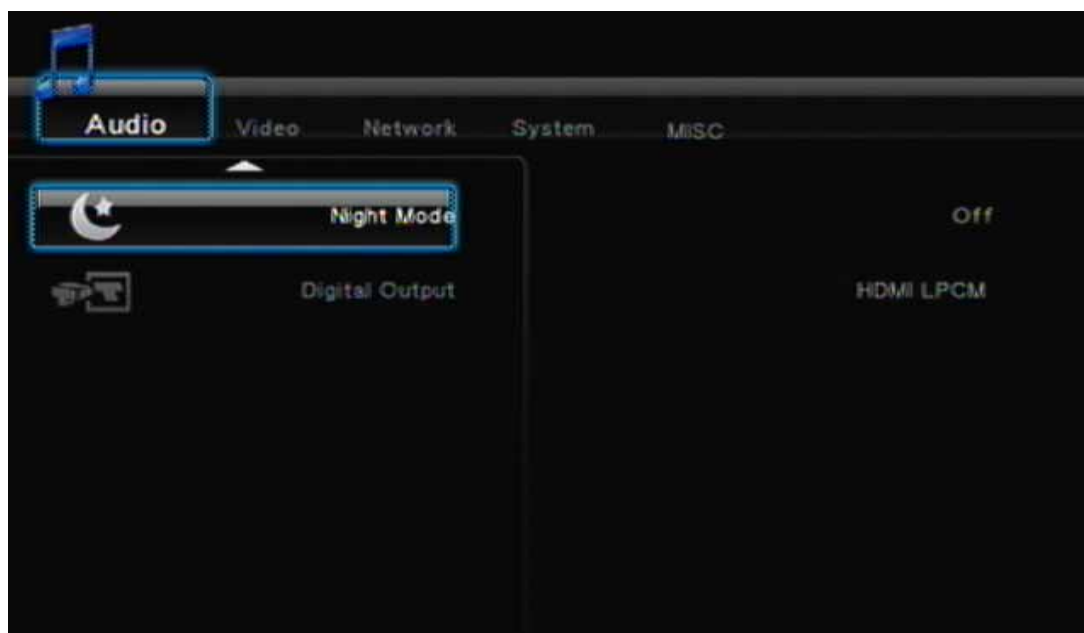 Audio Video Network System MISC
Night Mode Off
Digital Output HDMI LPCM